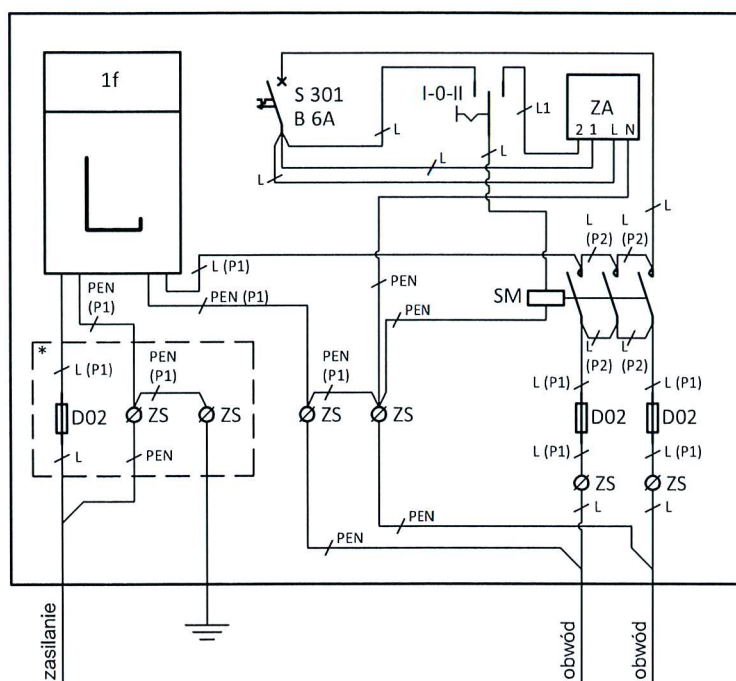 1f
S 301
B 6A
I-0-II
ZA
2 1 L N
L
L1
L
L
L
L
L (P1)
L
(P2)
L
(P2)
PEN
(P1)
PEN (P1)
PEN
SM
PEN
*
L (P1)
PEN
(P1)
PEN
(P1)
L
(P2)
L
(P2)
D02
ZS
ZS
ZS
ZS
L (P1)
L (P1)
D02
D02
L
PEN
L (P1)
L (P1)
ZS
ZS
L
L
PEN
PEN
zasilanie
obwód
obwód